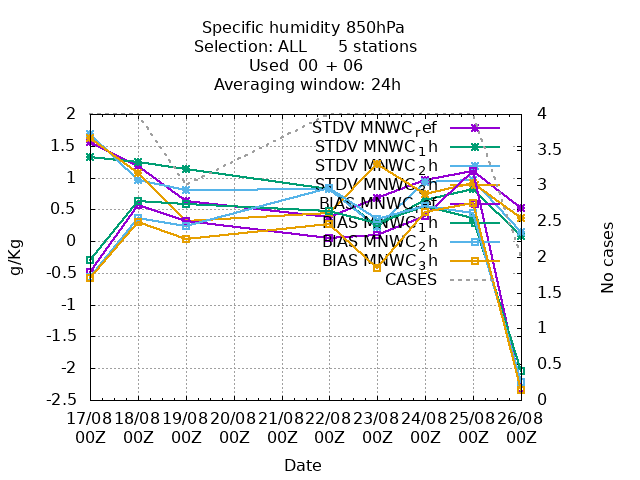 Specific humidity 850hPa
Selection: ALL 5 stations
Used 00 + 06
Averaging window: 24h
g/Kg
2
1.5
1
0.5
0
-0.5
-1
-1.5
-2
-2.5
4
3.5
3
2.5
2
1.5
1
0.5
0
No cases
STDV MNWC_ref
STDV MNWC_1h
STDV MNWC_2h
STDV MNWC_3h
BIAS MNWC_ref
BIAS MNWC_1h
BIAS MNWC_2h
BIAS MNWC_3h
CASES
17/08 18/08 19/08 20/08 21/08 22/08 23/08 24/08 25/08 26/08
00Z 00Z 00Z 00Z 00Z 00Z 00Z 00Z 00Z 00Z
Date